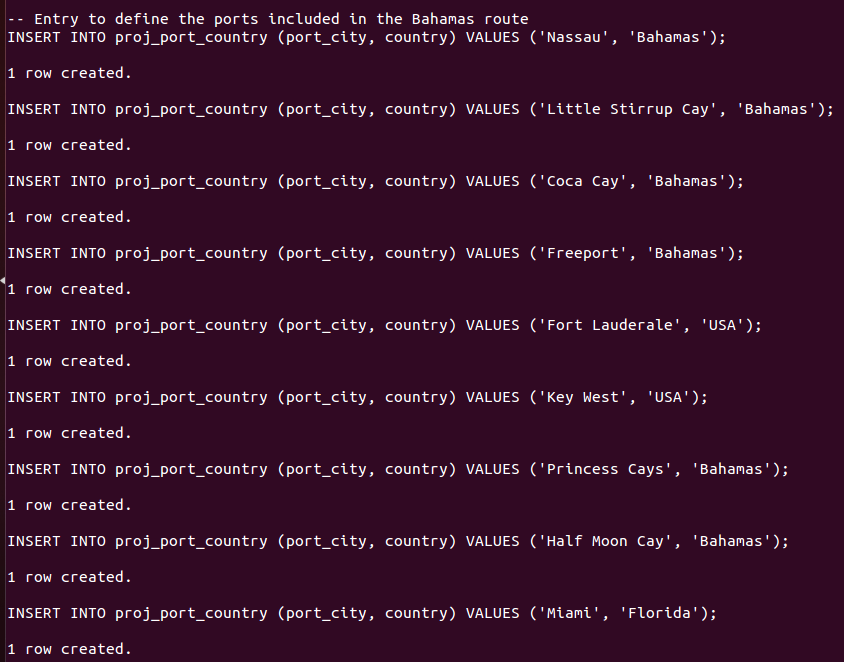 -- Entry to define the ports included in the Bahamas route
INSERT INTO proj_port_country (port_city, country) VALUES ('Nassau', 'Bahamas');
1 row created.
INSERT INTO proj_port_country (port_city, country) VALUES ('Little Stirrup Cay', 'Bahamas');
1 row created.
INSERT INTO proj_port_country (port_city, country) VALUES ('Coca Cay', 'Bahamas');
1 row created.
INSERT INTO proj_port_country (port_city, country) VALUES ('Freeport', 'Bahamas');
1 row created.
INSERT INTO proj_port_country (port_city, country) VALUES ('Fort Lauderale', 'USA');
1 row created.
INSERT INTO proj_port_country (port_city, country) VALUES ('Key West', 'USA');
1 row created.
INSERT INTO proj_port_country (port_city, country) VALUES ('Princess Cays', 'Bahamas');
1 row created.
INSERT INTO proj_port_country (port_city, country) VALUES ('Half Moon Cay', 'Bahamas');
1 row created.
INSERT INTO proj_port_country (port_city, country) VALUES ('Miami', 'Florida');
1 row created.